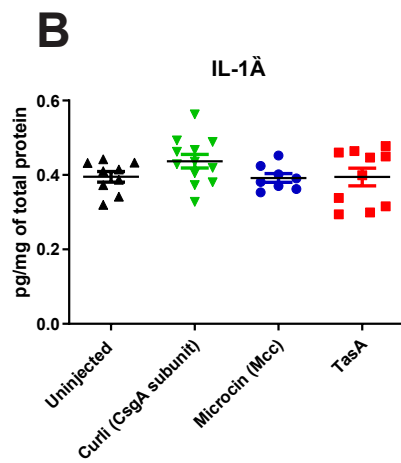 B
IL-1Ȁ
pg/mg of total protein
0.6
0.4
0.2
0.0
Uninjected
Curli (CsgA subunit)
Microcin (Mcc)
TasA